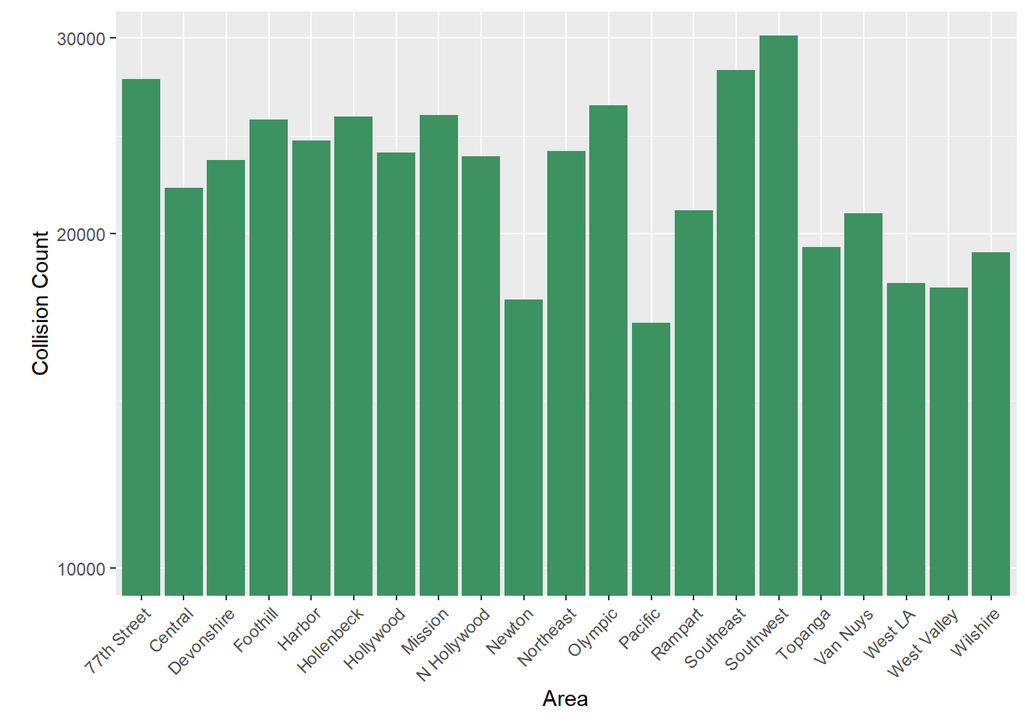 30000
20000
10000
Collision Count
77th Street
Central
Devonshire
Foothill
Harbor
Hollenbeck
Hollywood
Mission
N Hollywood
Newton
Northeast
Olympic
Pacific
Rampart
Southeast
Southwest
Topanga
Van Nuys
West LA
West Valley
Wilshire
Area